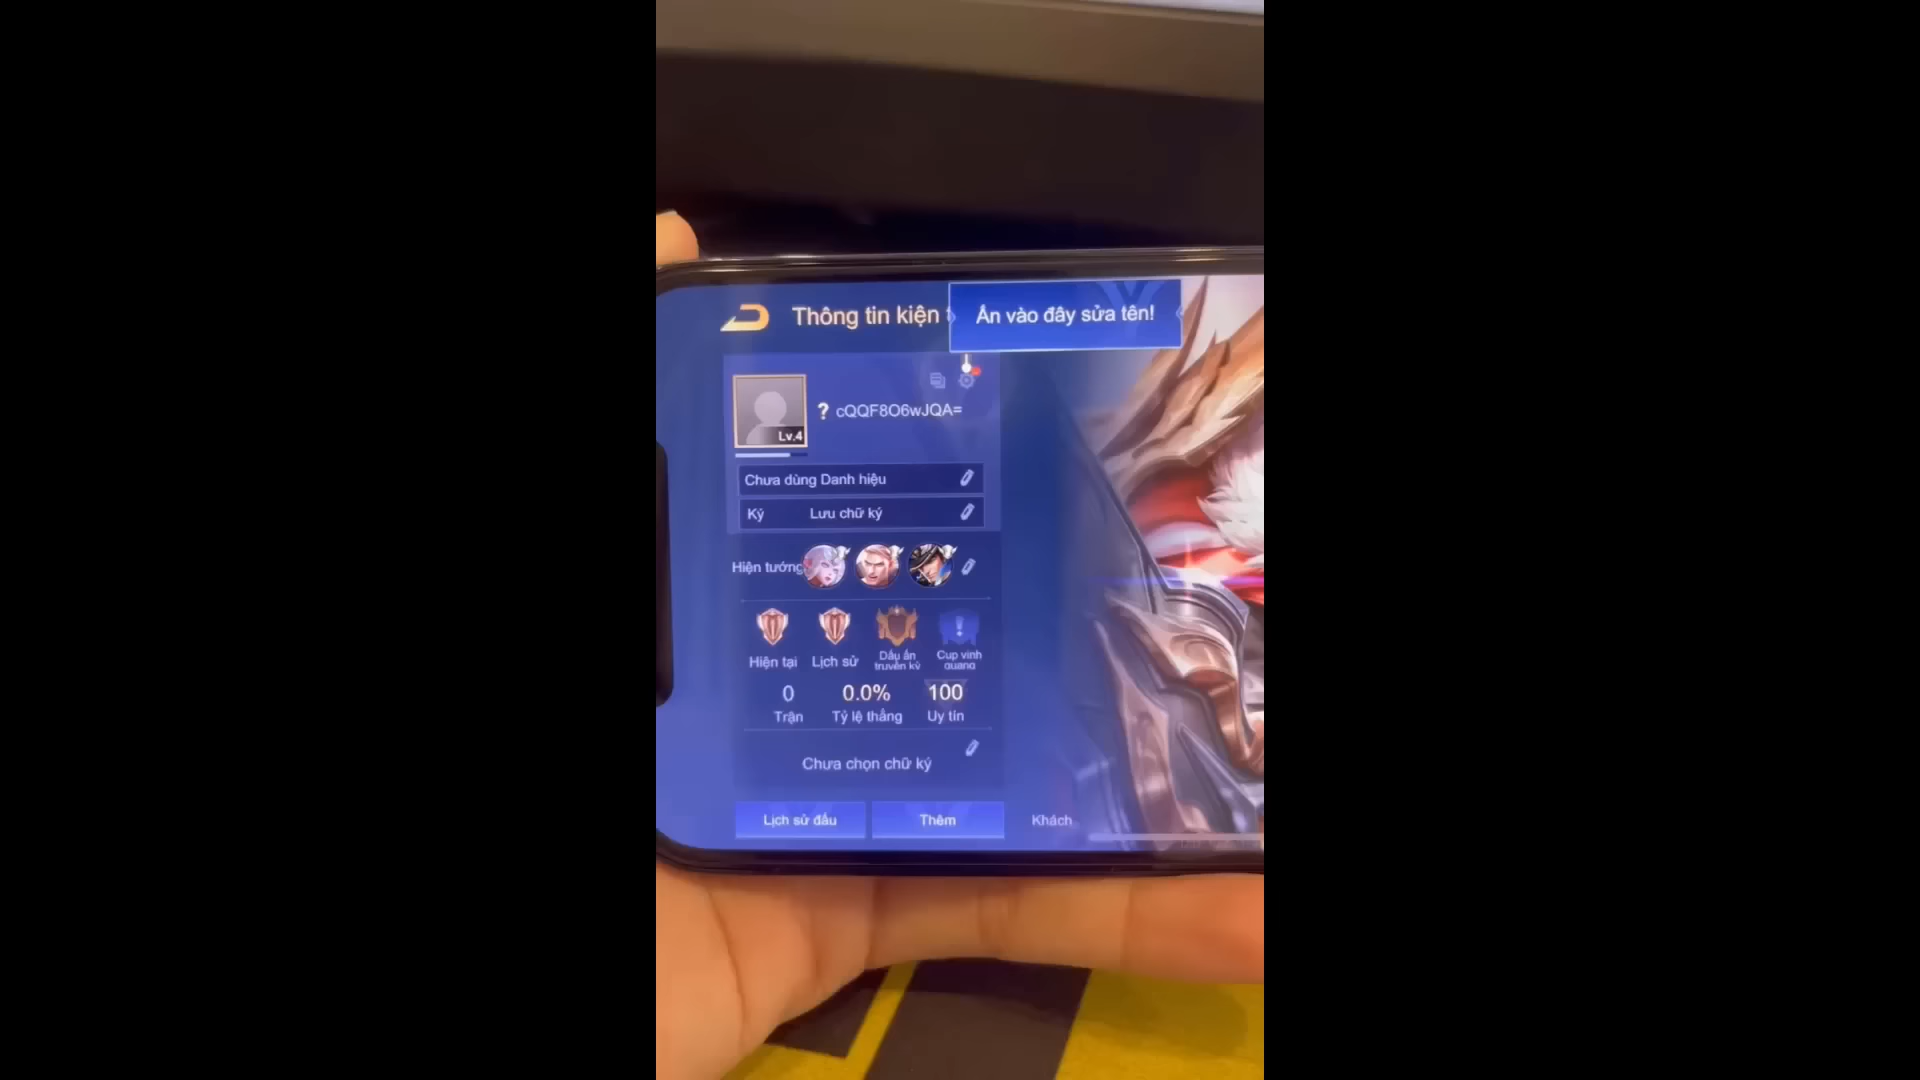 Thông tin kiện
Ấn vào đây sửa tên!
? cQQF8O6wJQA=
Lv.4
Chưa dùng Danh hiệu
Ký Lưu chữ ký
Hiện tướng
Hiện tại Lịch sử Dấu ấn truyền kỳ Cup vinh quang
0 0.0% 100
Trận Tỷ lệ thắng Uy tín
Chưa chọn chữ ký
Lịch sử đấu Thêm Khách